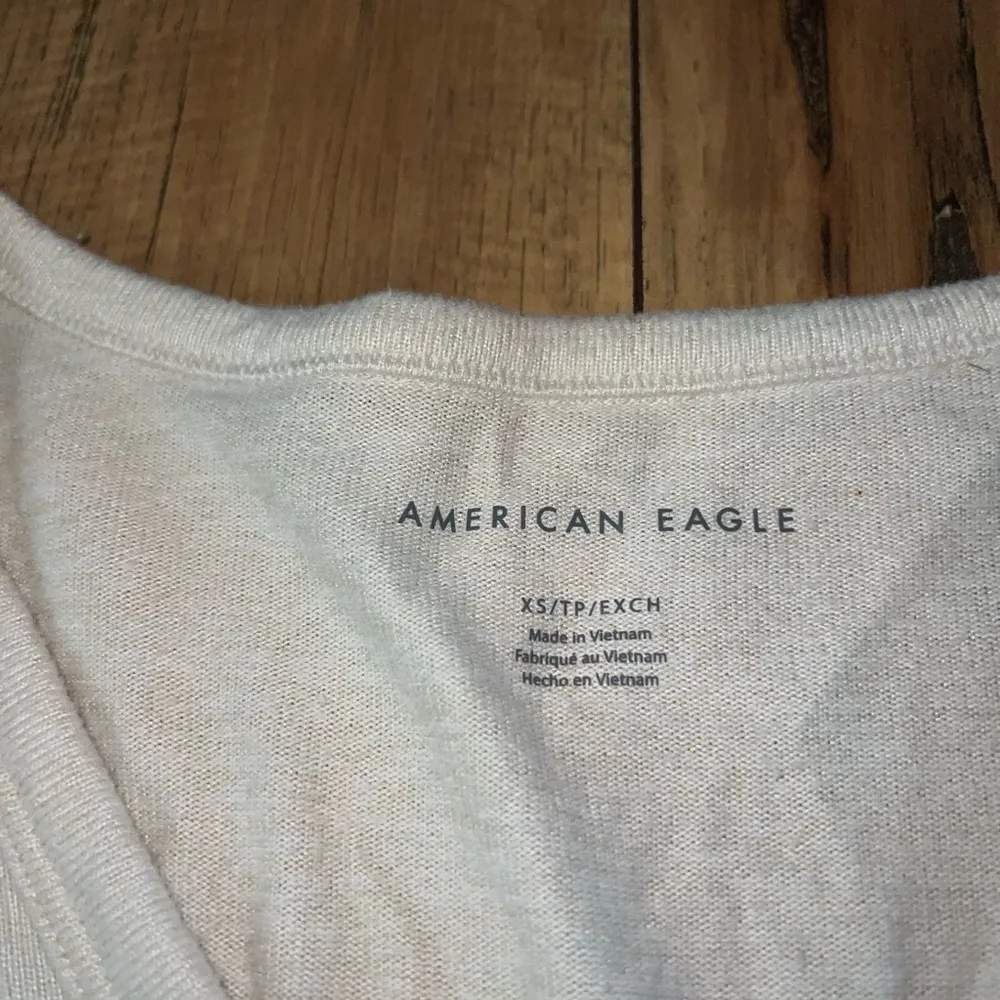 AMERICAN EAGLE
XS/TP/EXCH
Made in Vietnam
Fabriqué au Vietnam
Hecho en Vietnam